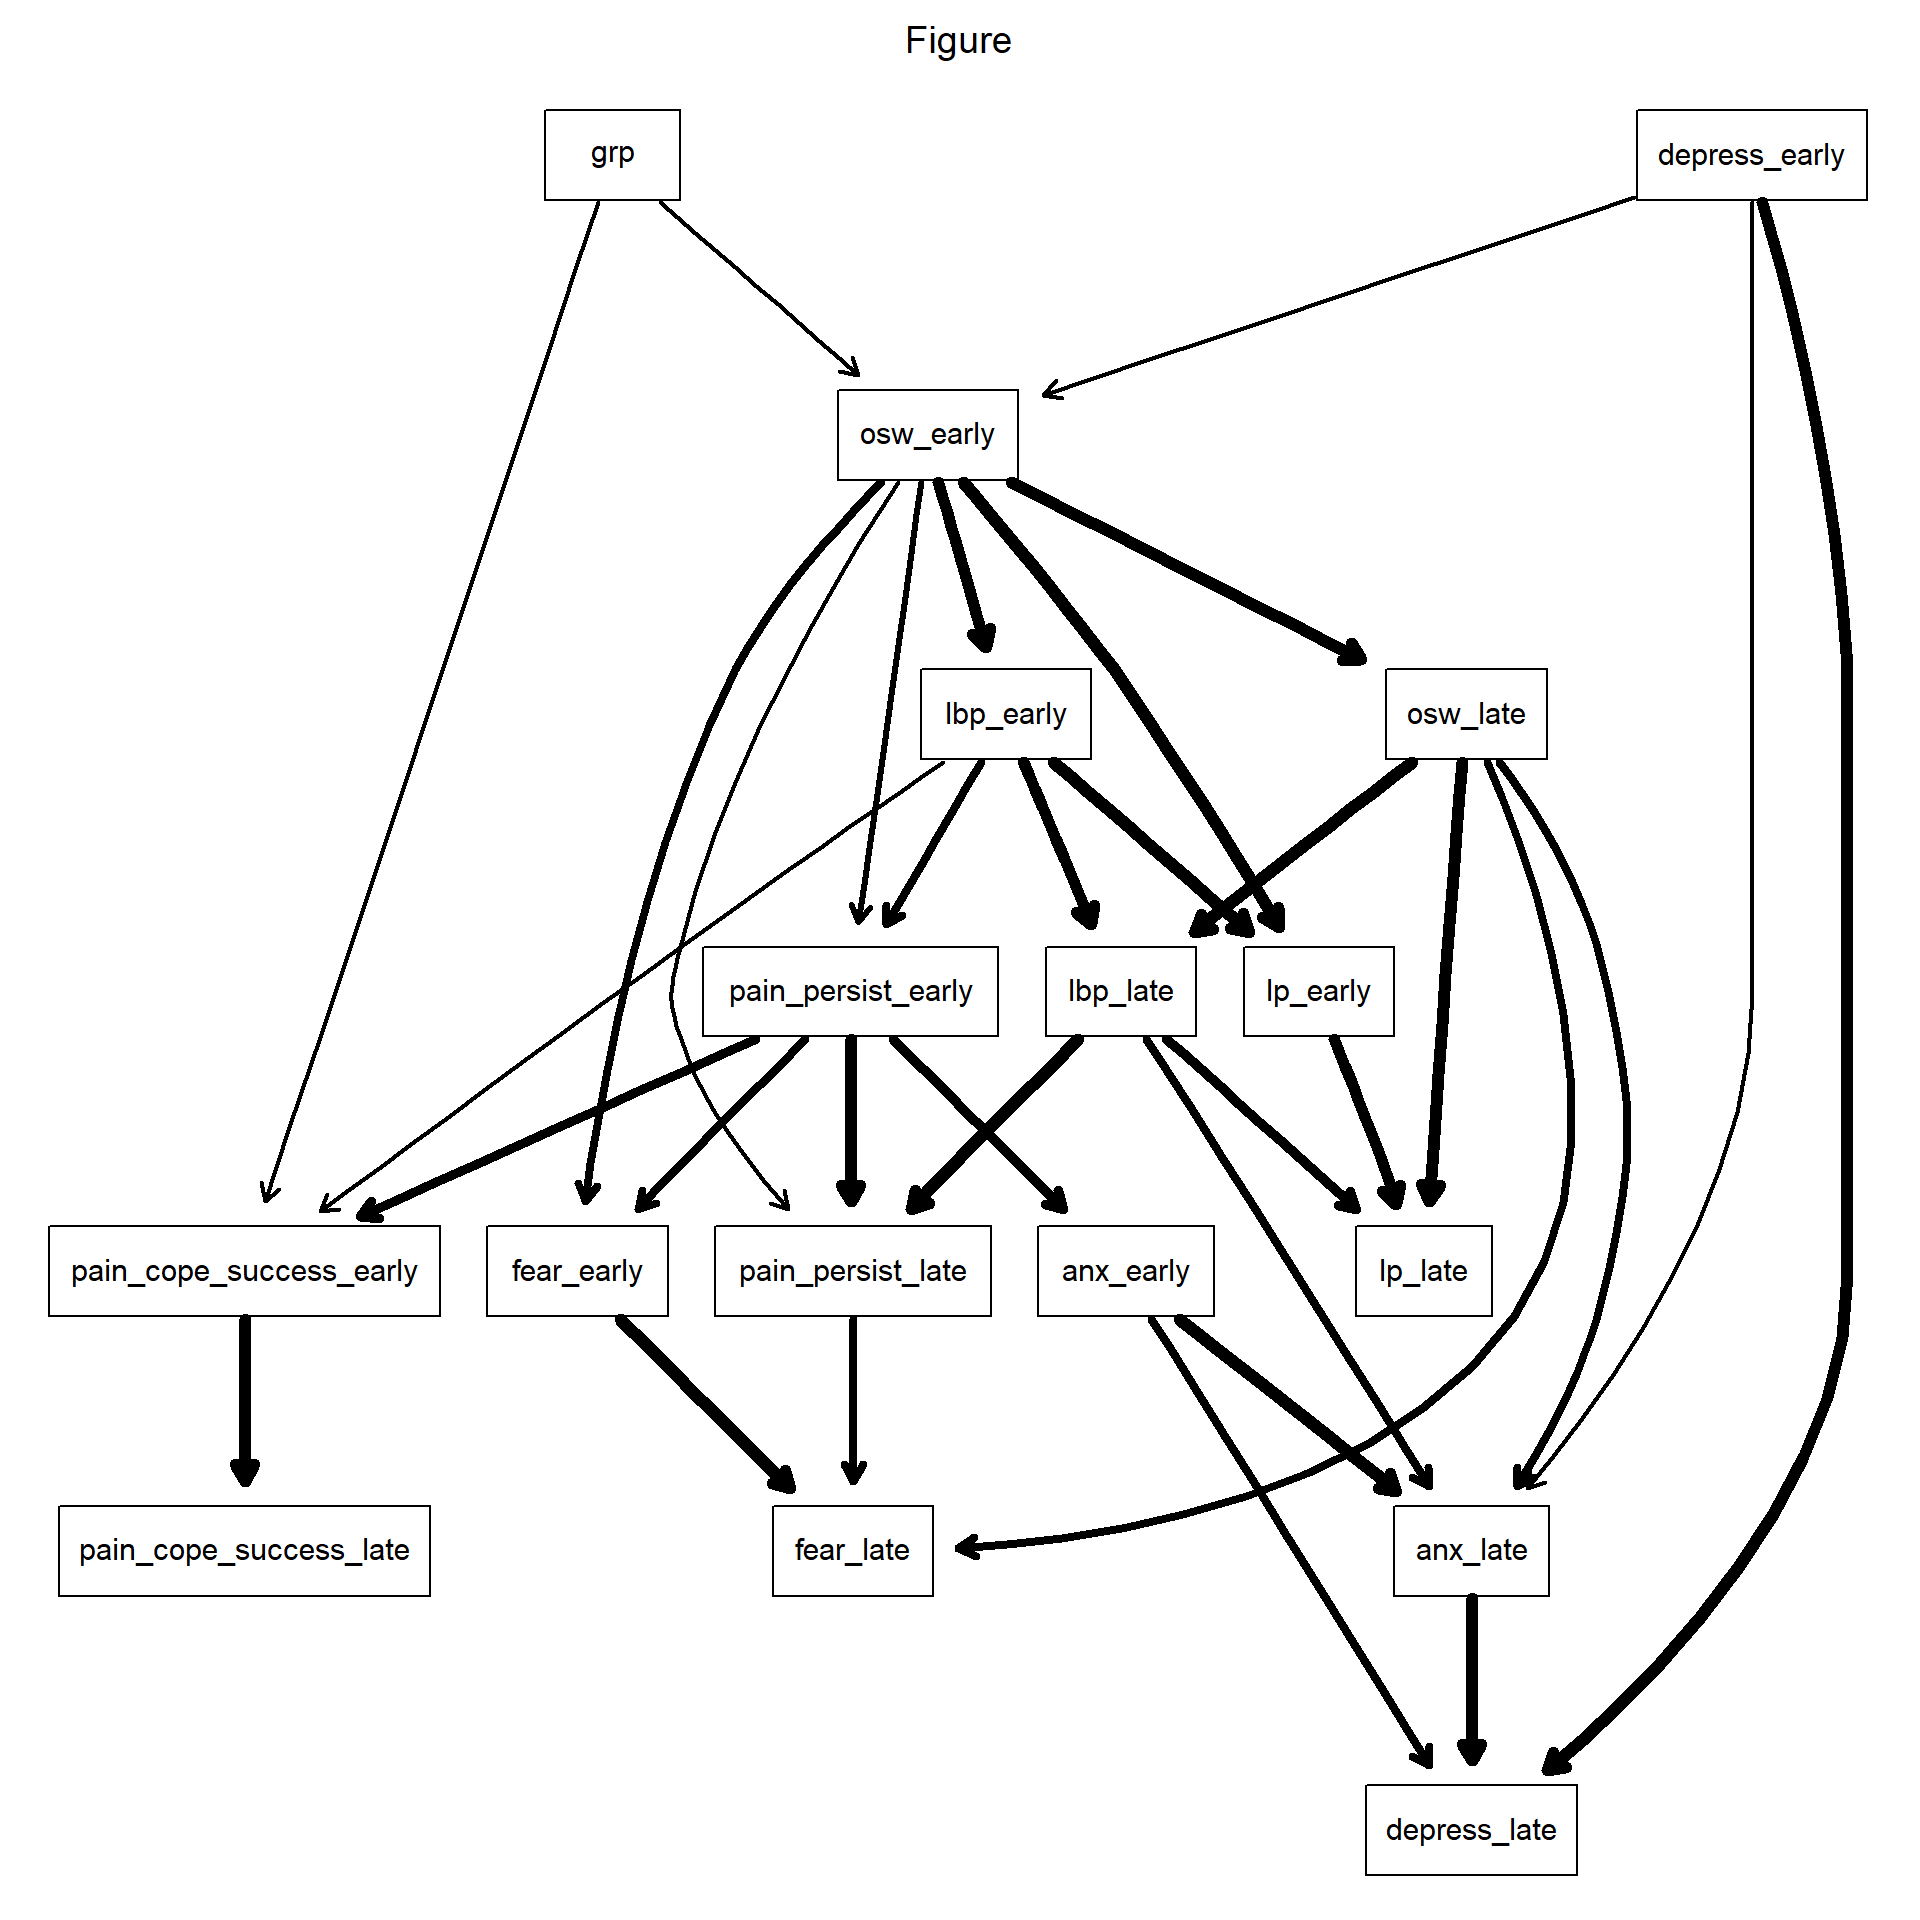 Figure
grp
depress_early
osw_early
lbp_early
osw_late
pain_persist_early
lbp_late
lp_early
pain_cope_success_early
fear_early
pain_persist_late
anx_early
lp_late
pain_cope_success_late
fear_late
anx_late
depress_late